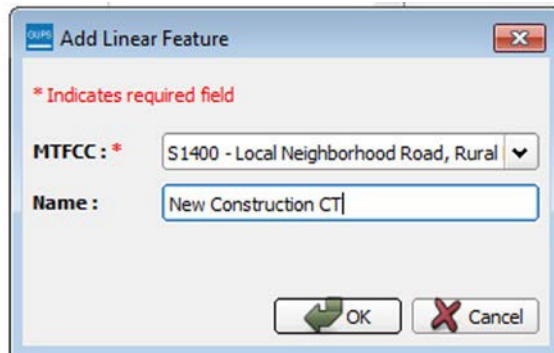 GUPS Add Linear Feature
* Indicates required field
MTFCC : * S1400 - Local Neighborhood Road, Rural
Name : New Construction CT
OK Cancel